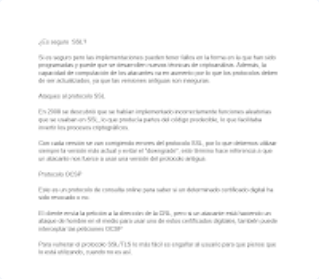 ¿Es seguro SSL?
Si es seguro pero las implementaciones pueden tener fallos en la forma en la que han sido
programadas y puede que se desarrollen nuevas técnicas de criptoanálisis. Además, la
capacidad de computación de los atacantes va en aumento por lo que los protocolos deben
de ser actualizados, ya que las versiones antiguas son inseguras.
Ataques al protocolo SSL
En 2008 se descubrió que se habían implementado incorrectamente funciones aleatorias
que se usaban en SSL, lo que producía partes del código predecible, lo que facilitaba
invertir los procesos criptográficos.
Con cada versión se van corrigiendo errores del protocolo SSL, por lo que debemos utilizar
siempre la versión más actual y evitar el "downgrade", este término hace referencia a que
un atacante nos fuerce a usar una versión del protocolo antigua.
Protocolo OCSP
Este es un protocolo de consulta online para saber si un determinado certificado digital ha
sido revocado o no.
El cliente envía la petición a la dirección de la CRL, pero si un atacante está haciendo un
ataque de hombre en el medio para usar uno de estos certificados digitales, también puede
interceptar las peticiones OCSP
Para vulnerar el protocolo SSL/TLS lo más fácil es engañar al usuario para que piense que
lo está utilizando, cuando no es así.